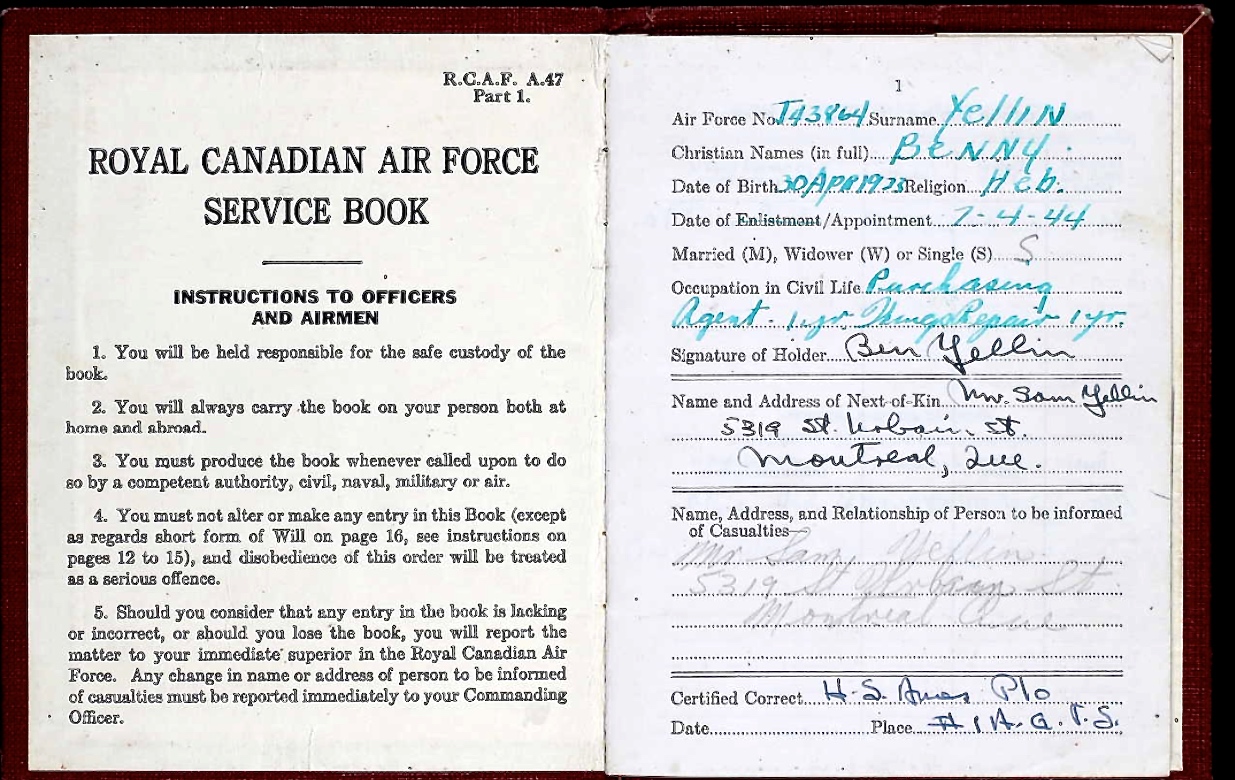 R.C.A.F. A.47
Part 1.
ROYAL CANADIAN AIR FORCE
SERVICE BOOK
INSTRUCTIONS TO OFFICERS
AND AIRMEN
1. You will be held responsible for the safe custody of the
book.
2. You will always carry the book on your person both at
home and abroad.
3. You must produce the book whenever called upon to do
so by a competent authority, civil, naval, military or air.
4. You must not alter or make any entry in this Book (except
as regards short form of Will on page 16, see instructions on
pages 12 to 15), and disobedience of this order will be treated
as a serious offence.
5. Should you consider that any entry in the book is lacking
or incorrect, or should you lose the book, you will report the
matter to your immediate superior in the Royal Canadian Air
Force. Any change in name or address of person to be informed
of casualties must be reported immediately to your Commanding
Officer.
1
Air Force No. J43864 Surname Yellin
Christian Names (in full) BENNY
Date of Birth 30 APR 1923 Religion Heb.
Date of Enlistment/Appointment 7-4-44
Married (M), Widower (W) or Single (S) S
Occupation in Civil Life Purchasing
Agent. 1 yr. Repair 1 yr.
Signature of Holder Ben Yellin
Name and Address of Next-of-Kin Mr. Sam Yellin
5319 St. Urbain St.
Montreal, Que.
Name, Address, and Relationship of Person to be informed
of Casualties—
Mr Sam Yellin
5319 St Urbain St
Montreal Que
Certified Correct H. S. P/o
Date Place # 1 A. G. T. S.